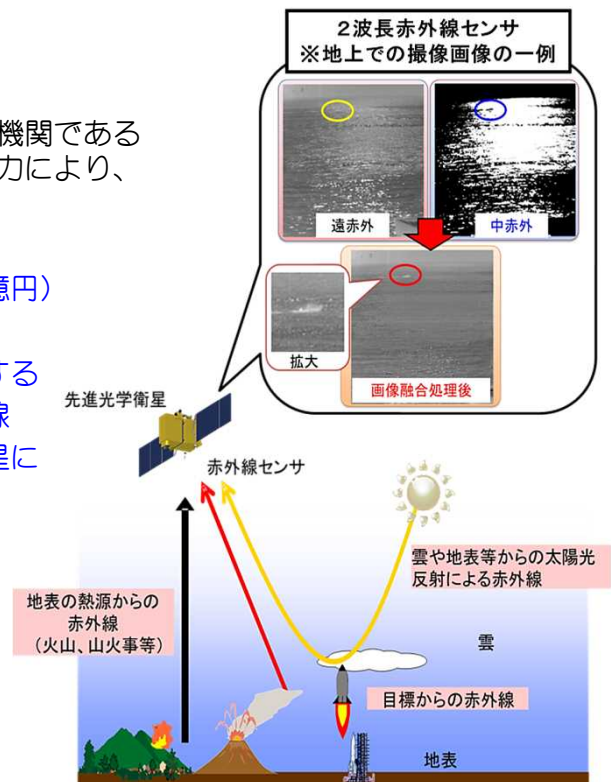 ２波長赤外線センサ
※地上での撮像画像の一例
機関である
力により、
遠赤外
中赤外
億円）
拡大
画像融合処理後
する
線
星に
先進光学衛星
赤外線センサ
雲や地表等からの太陽光
反射による赤外線
地表の熱源からの
赤外線
（火山、山火事等）
雲
目標からの赤外線
地表